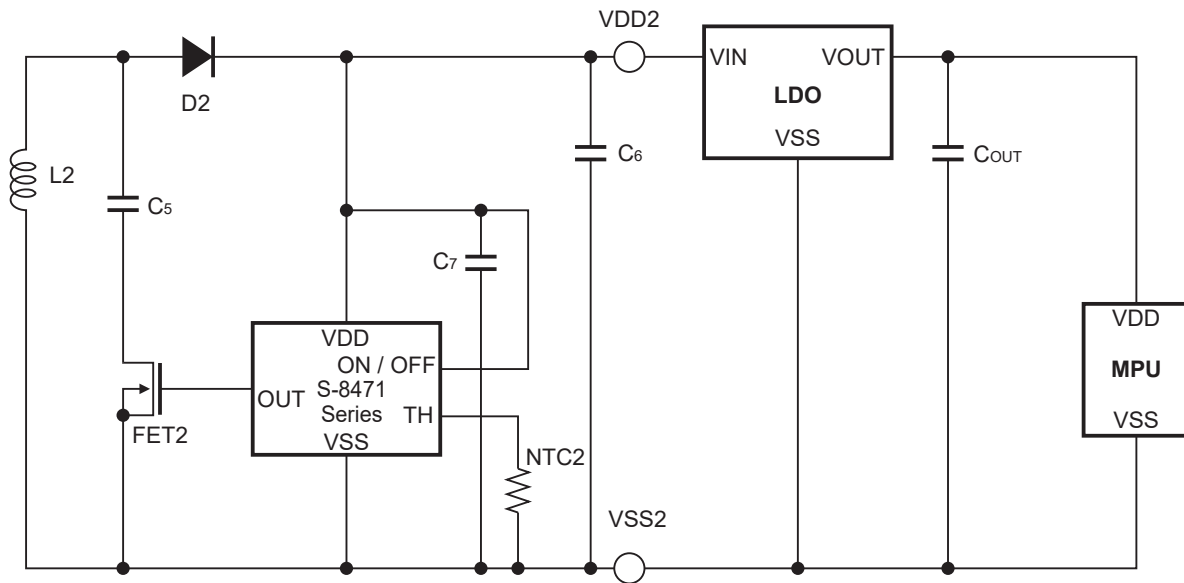 VDD2
VIN
VOUT
LDO
VSS
D2
L2
C5
C6
COUT
C7
VDD
ON / OFF
OUT
S-8471
Series
TH
VSS
FET2
NTC2
VSS2
VDD
MPU
VSS